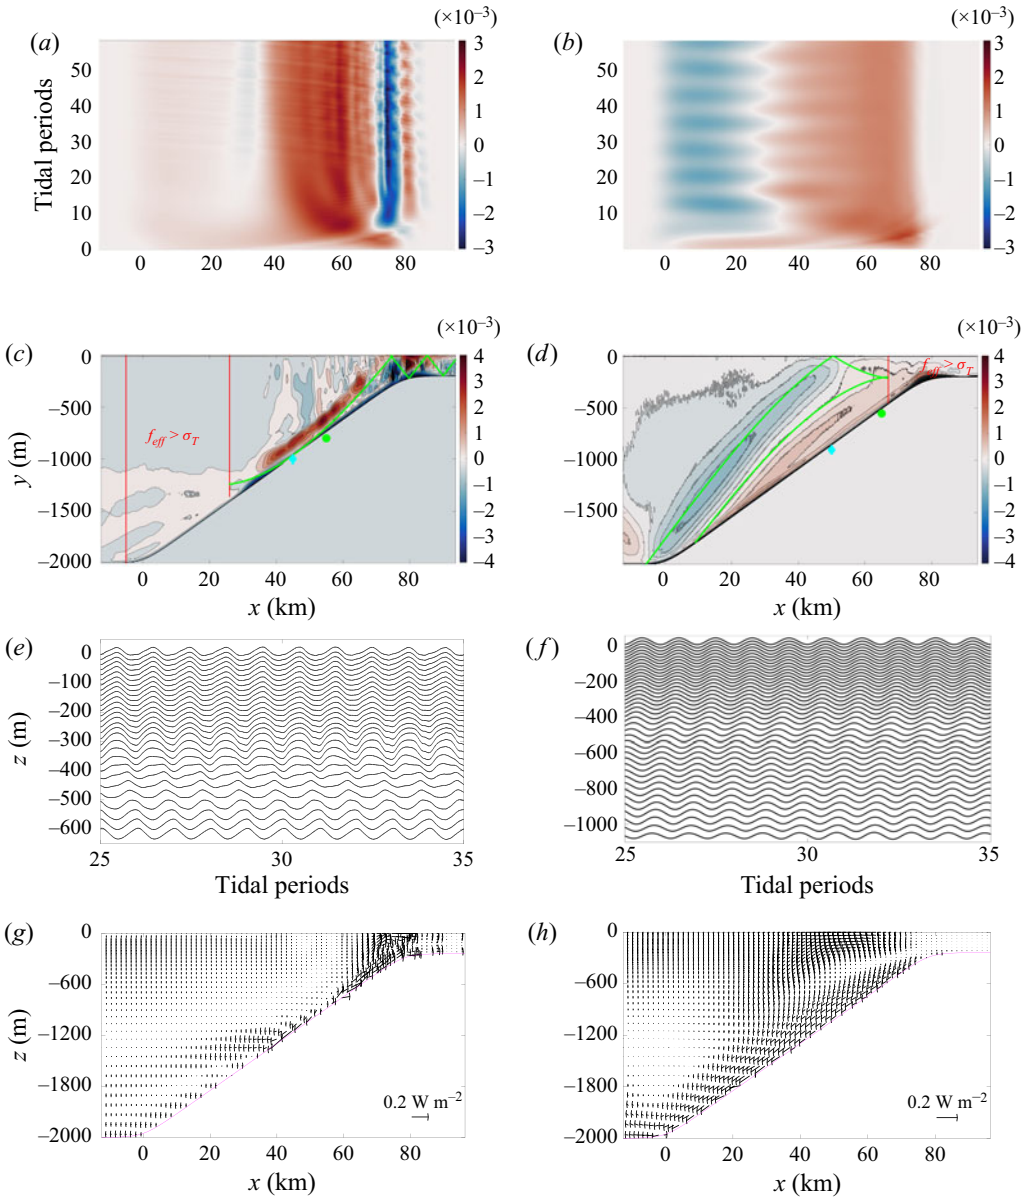 (×10⁻³) (×10⁻³)
(a) (b)
Tidal periods
50 40 30 20 10 0
3 2 1 0 –1 –2 –3
50 40 30 20 10
3 2 1 0 –1 –2 –3
0 20 40 60 80
0 20 40 60 80
(×10⁻³) (×10⁻³)
(c) (d)
y (m)
0 –500 –1000 –1500 –2000
f_eff > σ_T
4 3 2 1 0 –1 –2 –3 –4
0 –500 –1000 –1500 –2000
f_eff > σ_T
4 3 2 1 0 –1 –2 –3 –4
0 20 40 60 80
x (km)
0 20 40 60 80
x (km)
(e) (f)
z (m)
0 –100 –200 –300 –400 –500 –600
0 –200 –400 –600 –800 –1000
25 30 35
Tidal periods
25 30 35
Tidal periods
(g) (h)
z (m)
0 –600 –1200 –1800 –2000
0.2 W m⁻²
0 –600 –1200 –1800 –2000
0.2 W m⁻²
0 20 40 60 80
x (km)
0 20 40 60 80
x (km)